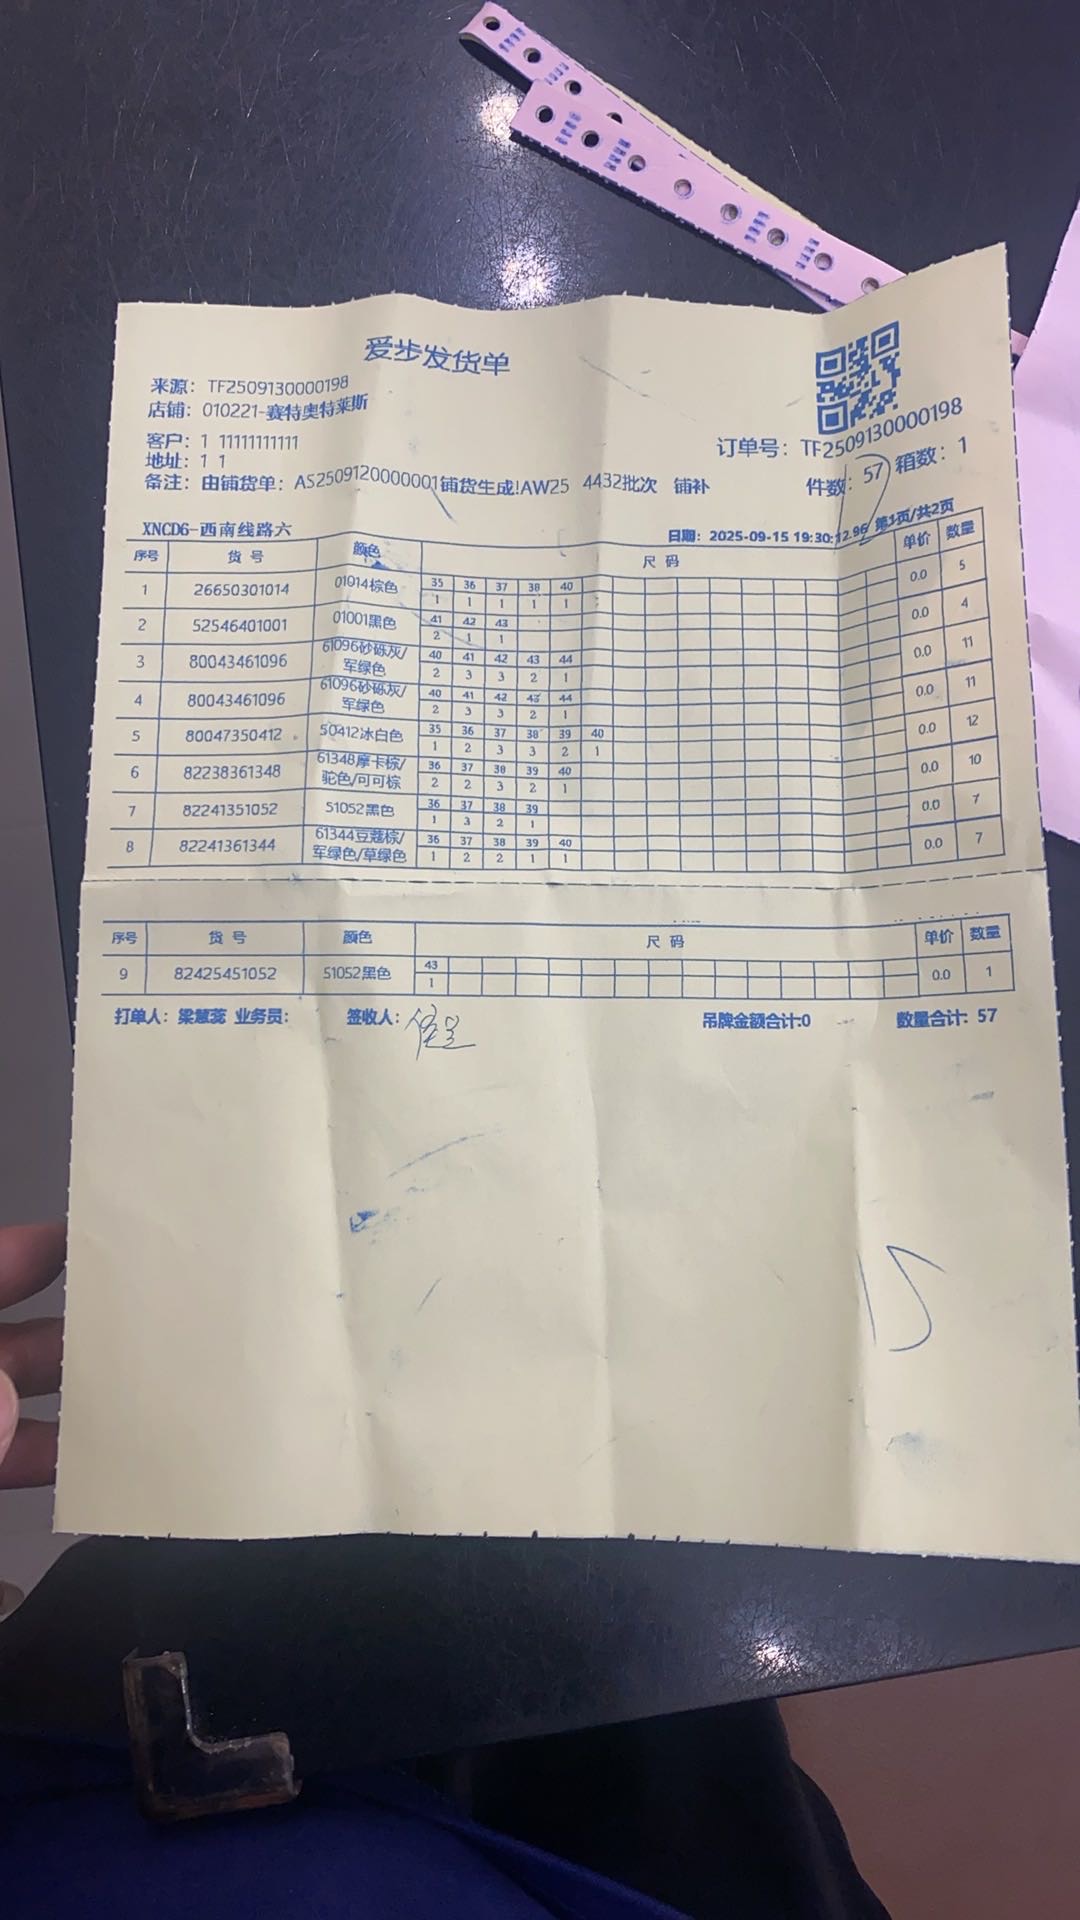 爱步发货单
来源：TF2509130000198
店铺：010221-赛特奥特莱斯
客户：1 11111111111
订单号：TF2509130000198
地址：1 1
件数：57 箱数：1
备注：由铺货单：AS2509120000001铺货生成!AW25 4432批次 铺补
XNCD6-西南线路六
日期：2025-09-15 19:30:12.96 第1页/共2页
序号 货号 颜色 尺码 单价 数量
35 36 37 38 40
1 26650301014 01014棕色 0.0 5
1 1 1 1 1
41 42 43
2 52546401001 01001黑色 0.0 4
2 1 1
61096砂砾灰/ 40 41 42 43 44
3 80043461096 0.0 11
军绿色 2 3 3 2 1
61096砂砾灰/ 40 41 42 43 44
4 80043461096 0.0 11
军绿色 2 3 3 2 1
35 36 37 38 39 40
5 80047350412 50412冰白色 0.0 12
1 2 3 3 2 1
61348摩卡棕/ 36 37 38 39 40
6 82238361348 0.0 10
驼色/可可棕 2 2 3 2 1
36 37 38 39
7 82241351052 51052黑色 0.0 7
1 3 2 1
61344豆蔻棕/ 36 37 38 39 40
8 82241361344 0.0 7
军绿色/草绿色 1 2 2 1 1
序号 货号 颜色 尺码 单价 数量
43
9 82425451052 51052黑色 0.0 1
1
打单人：梁慧蕊 业务员： 签收人： 吊牌金额合计:0 数量合计：57